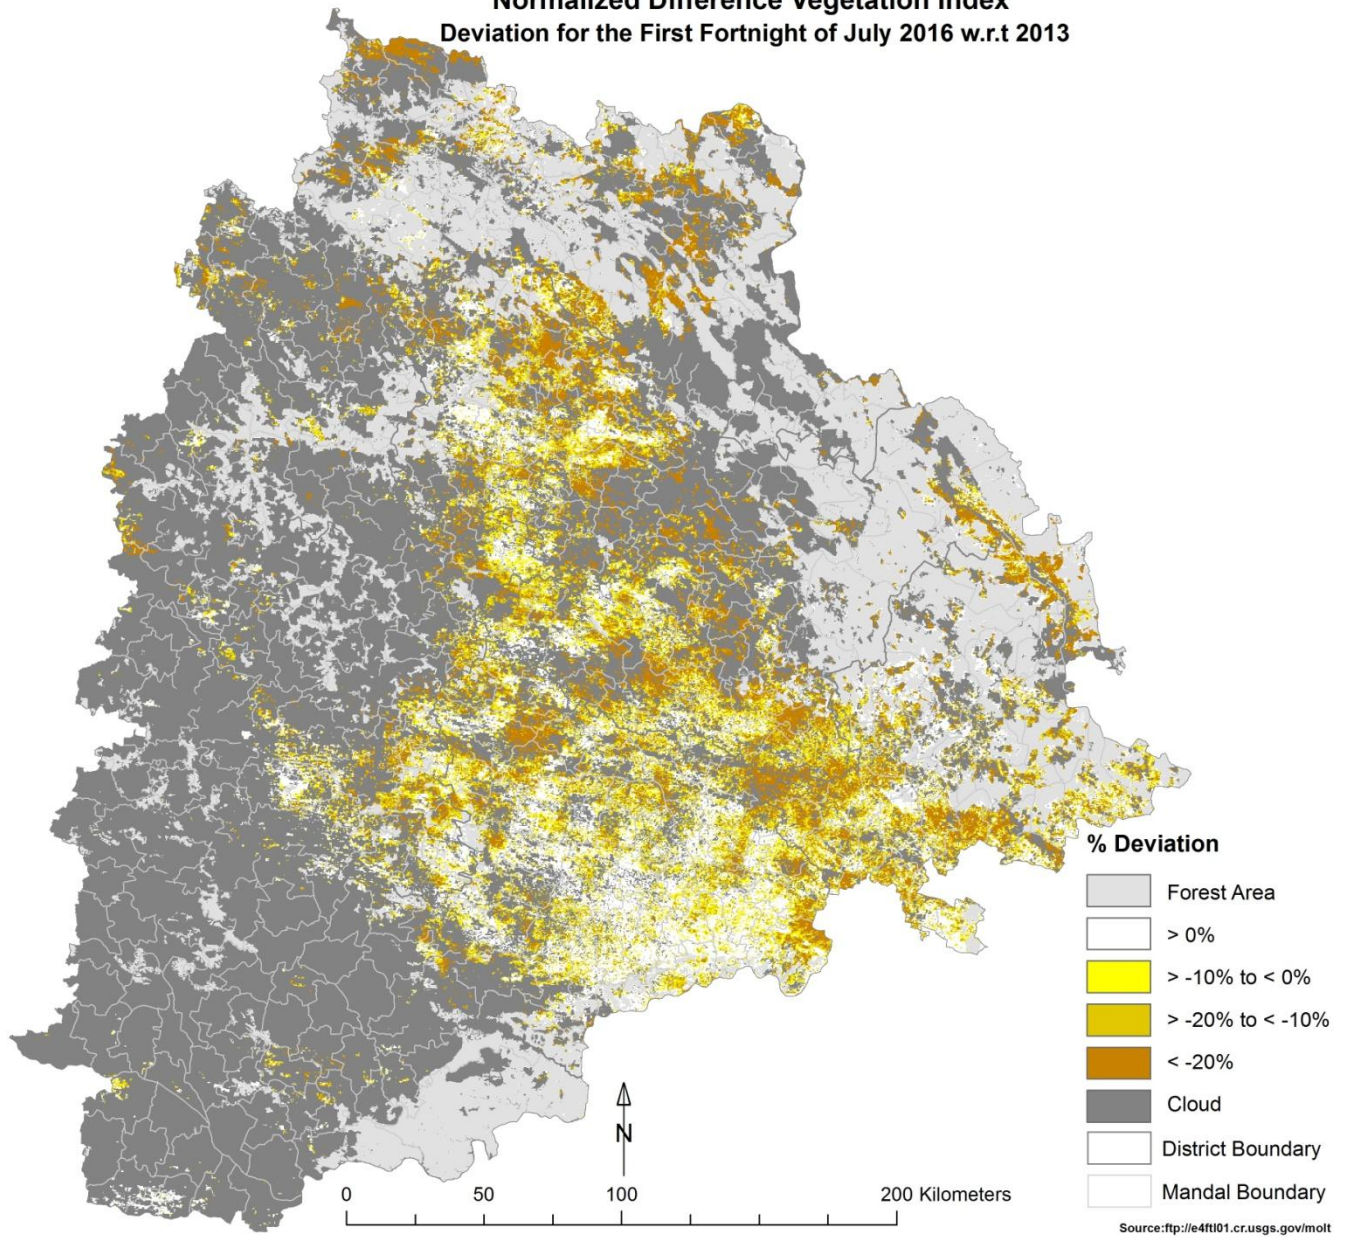 Normalized Difference Vegetation Index
Deviation for the First Fortnight of July 2016 w.r.t 2013
% Deviation
Forest Area
> 0%
> -10% to < 0%
> -20% to < -10%
< -20%
Cloud
District Boundary
Mandal Boundary
N
0 50 100 200 Kilometers
Source:ftp://e4ftl01.cr.usgs.gov/molt